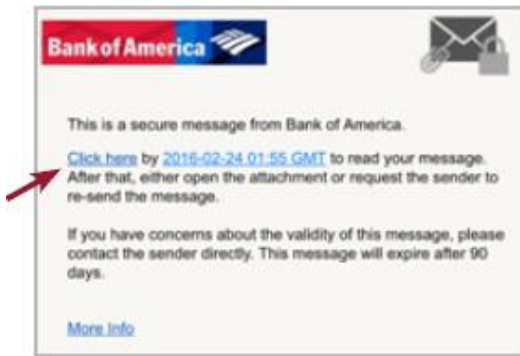 Bank of America
This is a secure message from Bank of America.
Click here by 2016-02-24 01:55 GMT to read your message.
After that, either open the attachment or request the sender to
re-send the message.
If you have concerns about the validity of this message, please
contact the sender directly. This message will expire after 90
days.
More Info